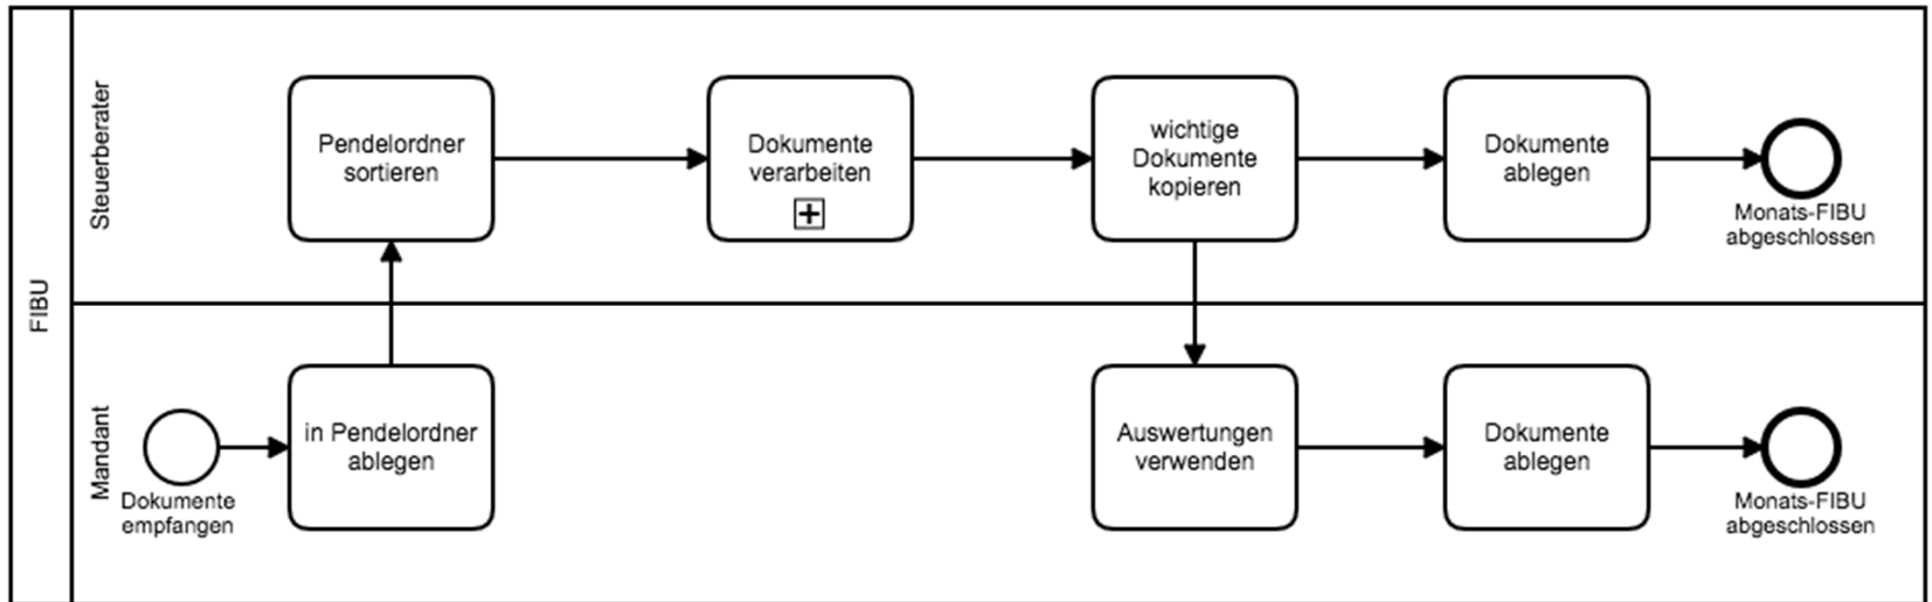 FIBU
Steuerberater
Pendelordner
sortieren
Dokumente
verarbeiten
wichtige
Dokumente
kopieren
Dokumente
ablegen
Monats-FIBU
abgeschlossen
Mandant
Dokumente
empfangen
in Pendelordner
ablegen
Auswertungen
verwenden
Dokumente
ablegen
Monats-FIBU
abgeschlossen